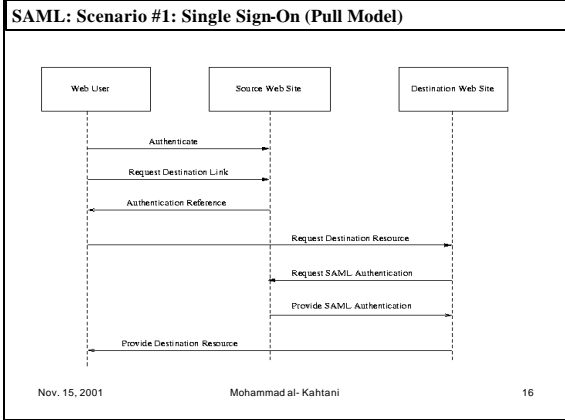 SAML: Scenario #1: Single Sign-On (Pull Model)
Web User
Source Web Site
Destination Web Site
Authenticate
Request Destination Link
Authentication Reference
Request Destination Resource
Request SAML Authentication
Provide SAML Authentication
Provide Destination Resource
Nov. 15, 2001
Mohammad al- Kahtani
16